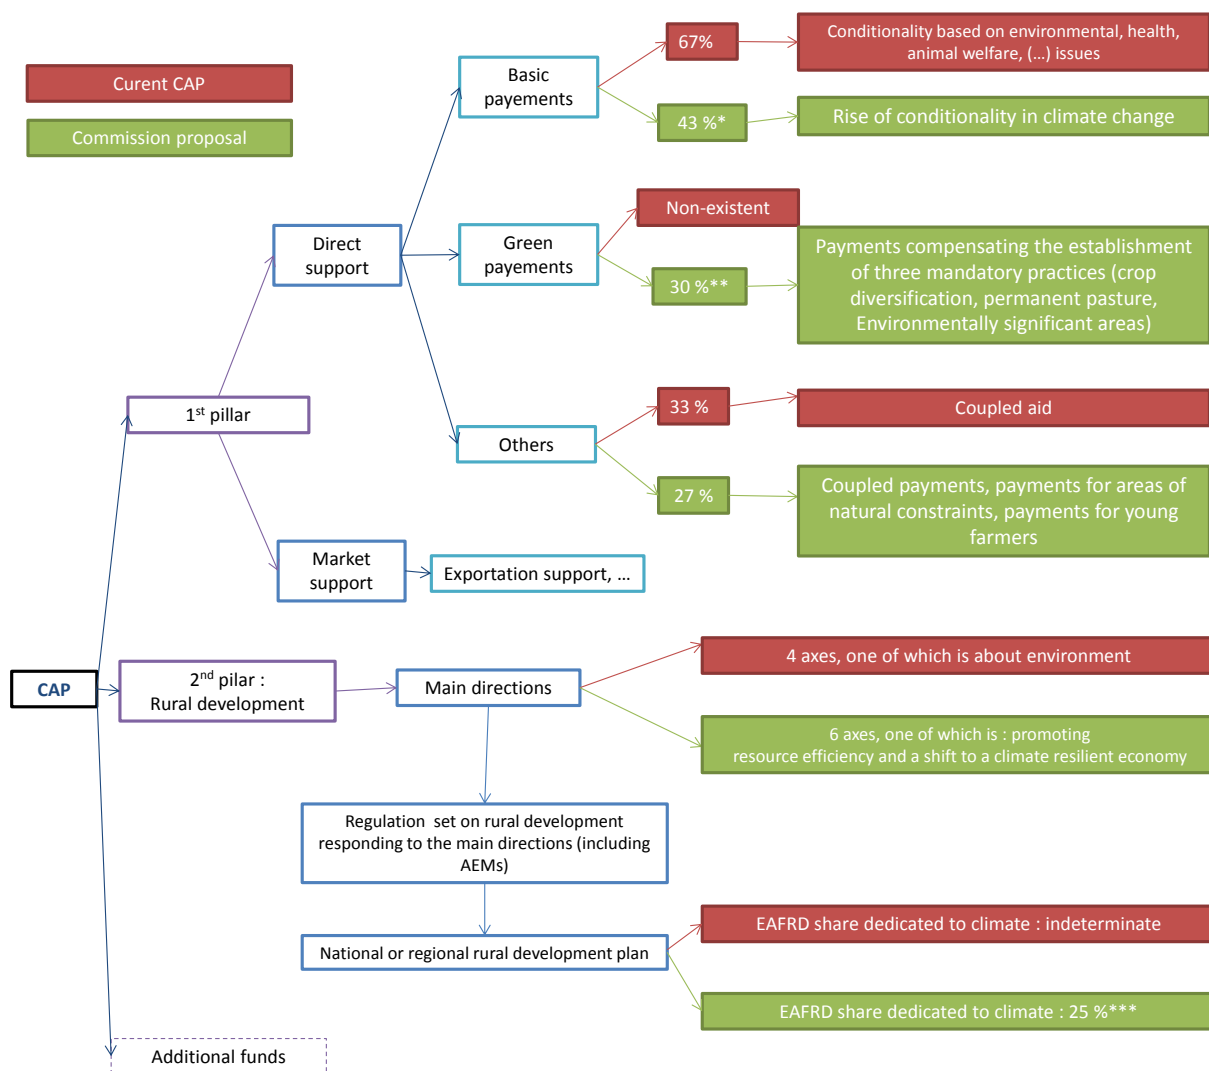 67%
Conditionality based on environmental, health,
animal welfare, (...) issues
Curent CAP
Basic
payements
Commission proposal
43 %*
Rise of conditionality in climate change
Non-existent
Direct
support
Green
payements
30 %**
Payments compensating the establishment
of three mandatory practices (crop
diversification, permanent pasture,
Environmentally significant areas)
1st pillar
33 %
Coupled aid
Others
27 %
Coupled payments, payments for areas of
natural constraints, payments for young
farmers
Market
support
Exportation support, ...
4 axes, one of which is about environment
CAP
2nd pilar :
Rural development
Main directions
6 axes, one of which is : promoting
resource efficiency and a shift to a climate resilient economy
Regulation set on rural development
responding to the main directions (including
AEMs)
EAFRD share dedicated to climate : indeterminate
National or regional rural development plan
EAFRD share dedicated to climate : 25 %***
Additional funds